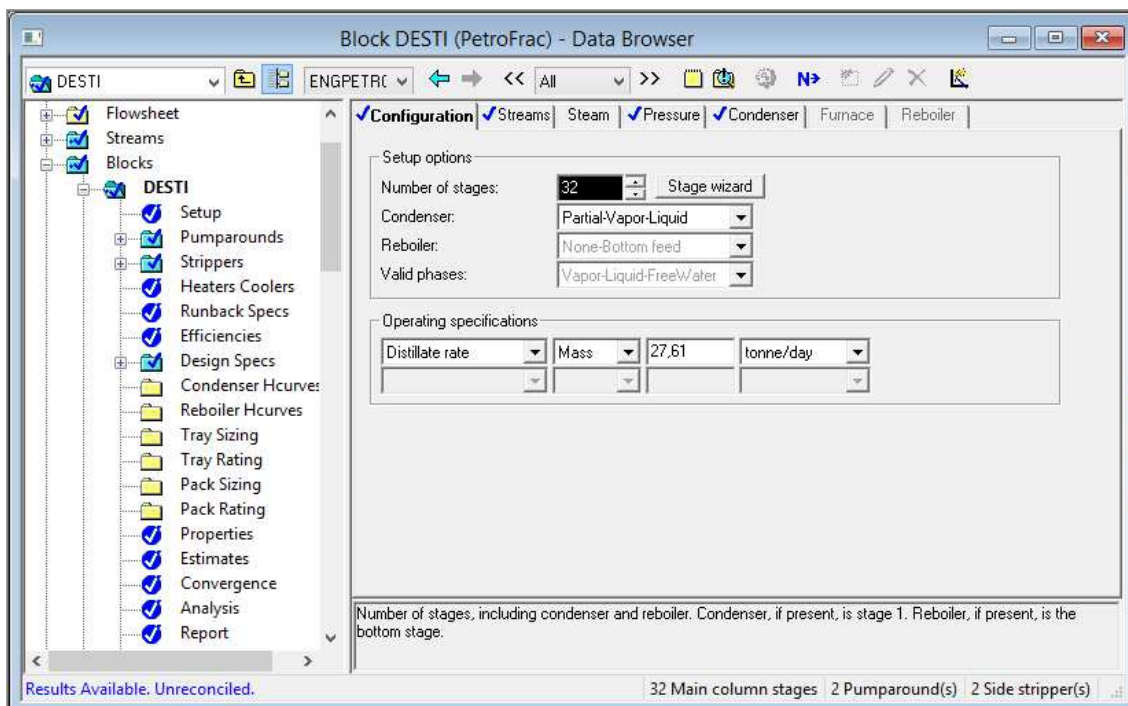 Block DESTI (PetroFrac) - Data Browser
DESTI ENGPETRC << All >> N
Configuration Streams Steam Pressure Condenser Furnace Reboiler
Flowsheet
Streams
Blocks
DESTI
Setup
Pumparounds
Strippers
Heaters Coolers
Runback Specs
Efficiencies
Design Specs
Condenser Hcurves
Reboiler Hcurves
Tray Sizing
Tray Rating
Pack Sizing
Pack Rating
Properties
Estimates
Convergence
Analysis
Report
Setup options
Number of stages: 32 Stage wizard
Condenser: Partial-Vapor-Liquid
Reboiler: None-Bottom feed
Valid phases: Vapor-Liquid-FreeWater
Operating specifications
Distillate rate Mass 27,61 tonne/day
Number of stages, including condenser and reboiler. Condenser, if present, is stage 1. Reboiler, if present, is the
bottom stage.
Results Available. Unreconciled. 32 Main column stages 2 Pumparound(s) 2 Side stripper(s)